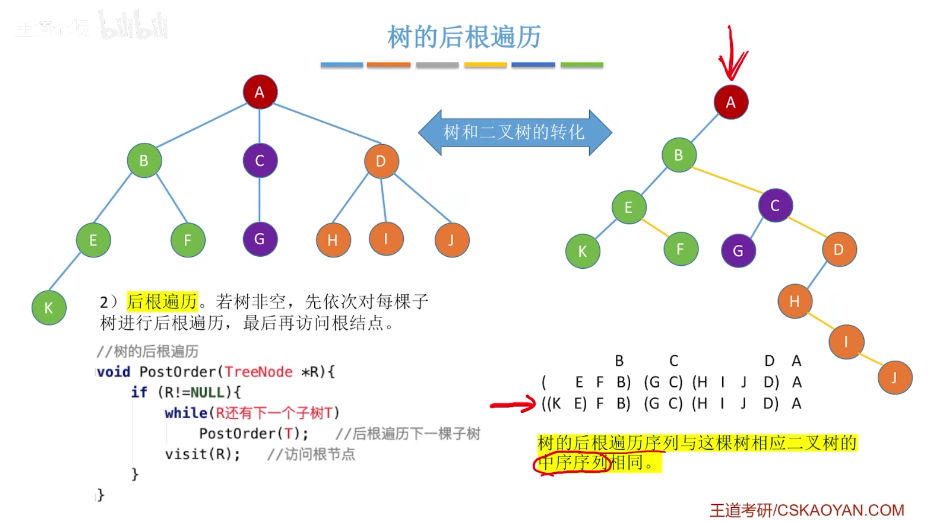 bilibili
树的后根遍历
树和二叉树的转化
A
B
C
D
E
F
G
H
I
J
K
A
B
E
C
K
F
G
D
H
I
J
2）后根遍历。若树非空，先依次对每棵子
树进行后根遍历，最后再访问根结点。
//树的后根遍历
void PostOrder(TreeNode *R){
if (R!=NULL){
while(R还有下一个子树T)
PostOrder(T); //后根遍历下一棵子树
visit(R); //访问根节点
}
}
B C D A
( E F B) (G C) (H I J D) A
((K E) F B) (G C) (H I J D) A
树的后根遍历序列与这棵树相应二叉树的
中序序列相同。
王道考研/CSKAOYAN.COM